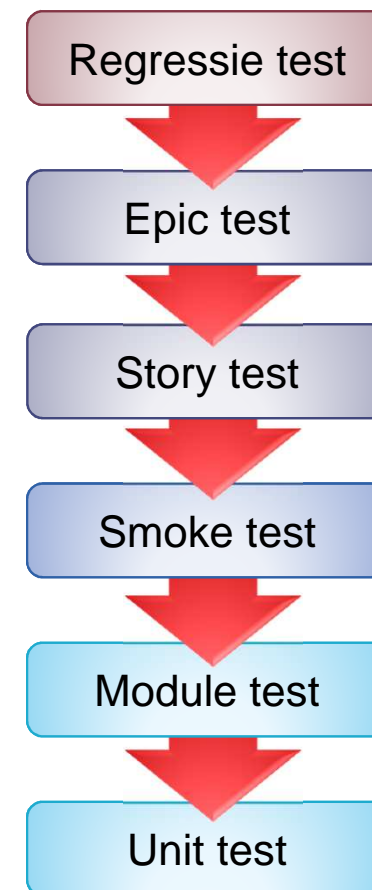 Regressie test
Epic test
Story test
Smoke test
Module test
Unit test